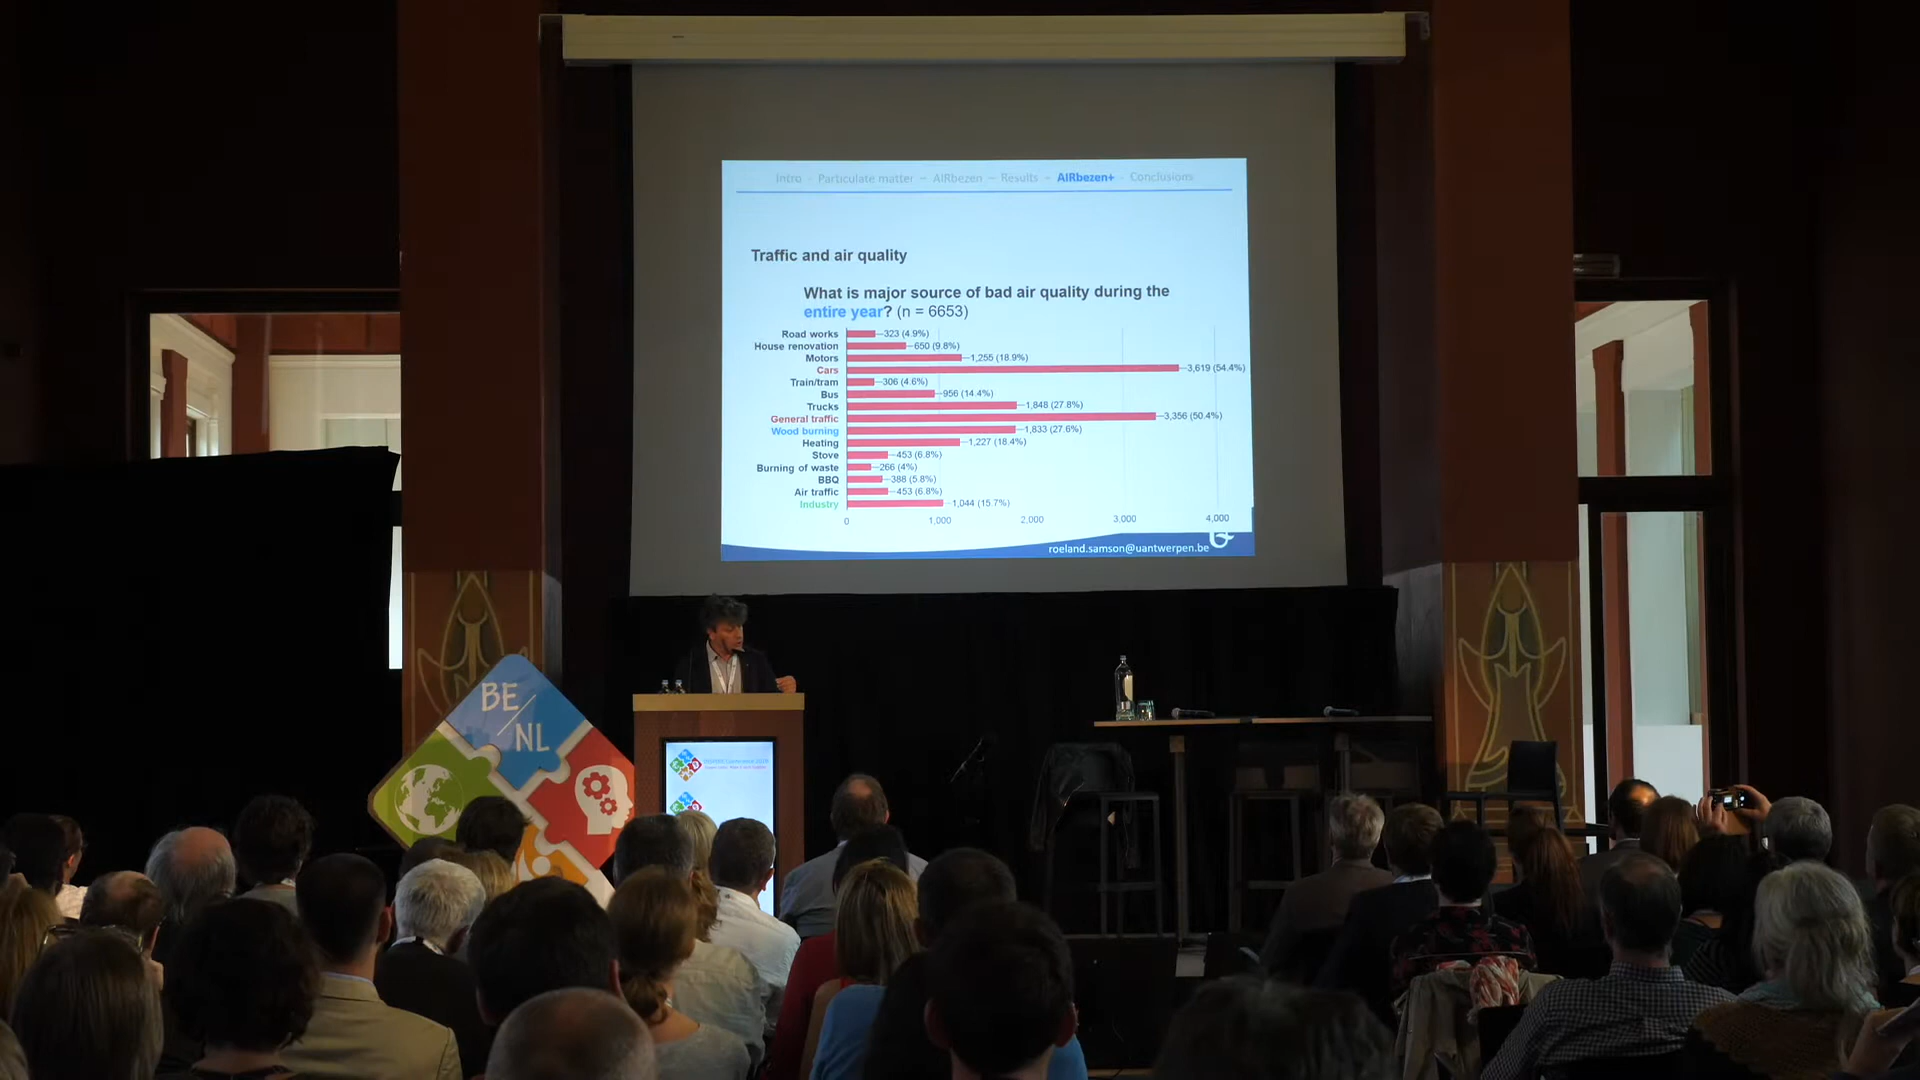 Intro - Particulate matter – AIRbezen – Results - AIRbezen+ - Conclusions
Traffic and air quality
What is major source of bad air quality during the
entire year? (n = 6653)
Road works 323 (4.9%)
House renovation 650 (9.8%)
Motors 1,255 (18.9%)
Cars 3,619 (54.4%)
Train/tram 306 (4.6%)
Bus 956 (14.4%)
Trucks 1,848 (27.8%)
General traffic 3,356 (50.4%)
Wood burning 1,833 (27.6%)
Heating 1,227 (18.4%)
Stove 453 (6.8%)
Burning of waste 266 (4%)
BBQ 388 (5.8%)
Air traffic 453 (6.8%)
Industry 1,044 (15.7%)
0 1,000 2,000 3,000 4,000
roeland.samson@uantwerpen.be
BE/
NL